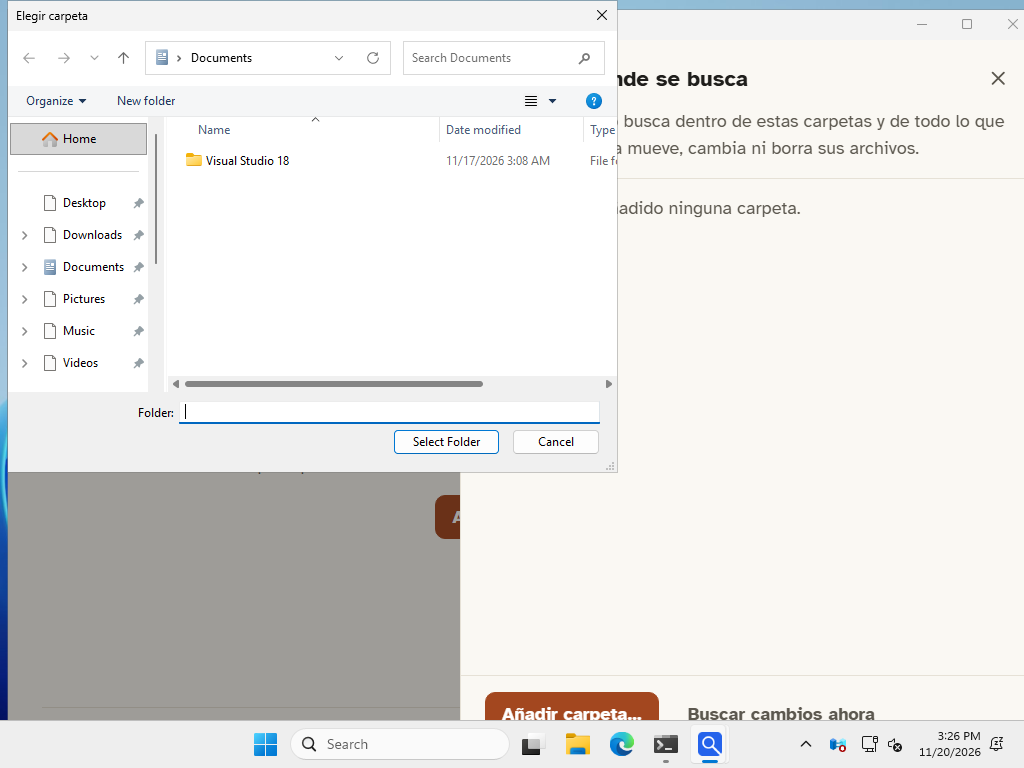 Elegir carpeta
Documents
Search Documents
Organize
New folder
Home
Name
Date modified
Type
Visual Studio 18
11/17/2026 3:08 AM
File f
Desktop
Downloads
Documents
Pictures
Music
Videos
Folder:
Select Folder
Cancel
nde se busca
busca dentro de estas carpetas y de todo lo que
a mueve, cambia ni borra sus archivos.
adido ninguna carpeta.
Añadir carpeta...
Buscar cambios ahora
Search
3:26 PM
11/20/2026